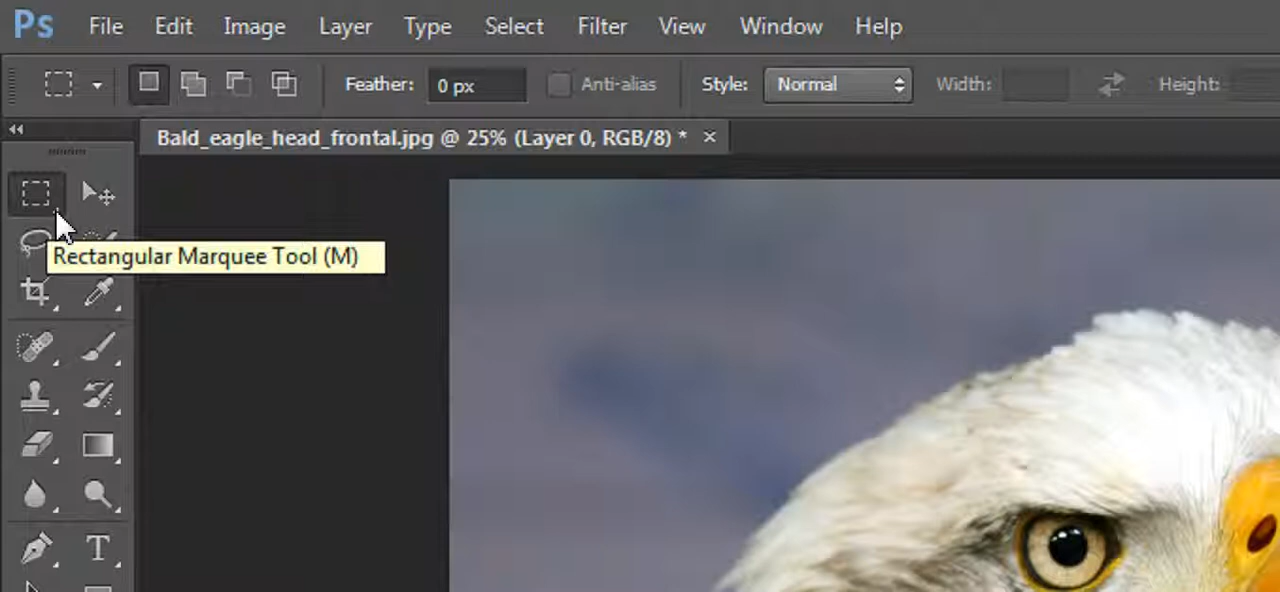 Ps File Edit Image Layer Type Select Filter View Window Help
Feather: 0 px Anti-alias Style: Normal Width: Height:
Bald_eagle_head_frontal.jpg @ 25% (Layer 0, RGB/8) * ×
Rectangular Marquee Tool (M)
T